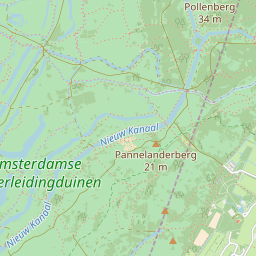 Pollenberg
34 m
Nieuw Kanaal
Pannelanderberg
21 m
msterdamse
erleidingduinen
Nieuw Kanaal